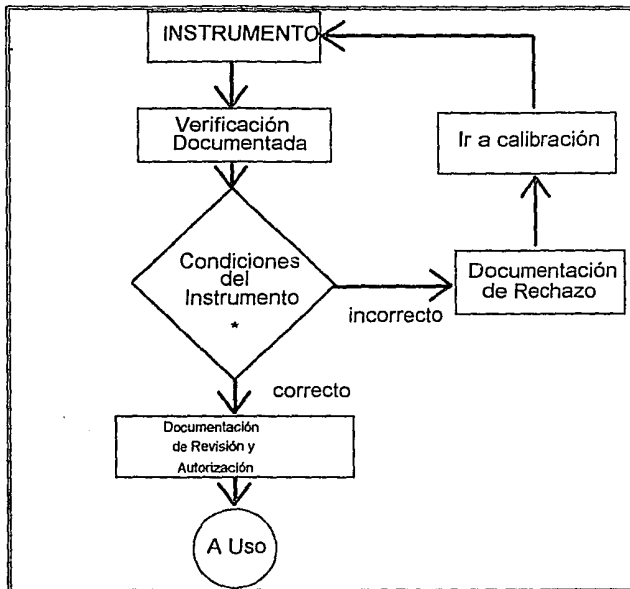 INSTRUMENTO
Verificación
Documentada
Ir a calibración
Condiciones
del
Instrumento
*
incorrecto
Documentación
de Rechazo
correcto
Documentación
de Revisión y
Autorización
A Uso